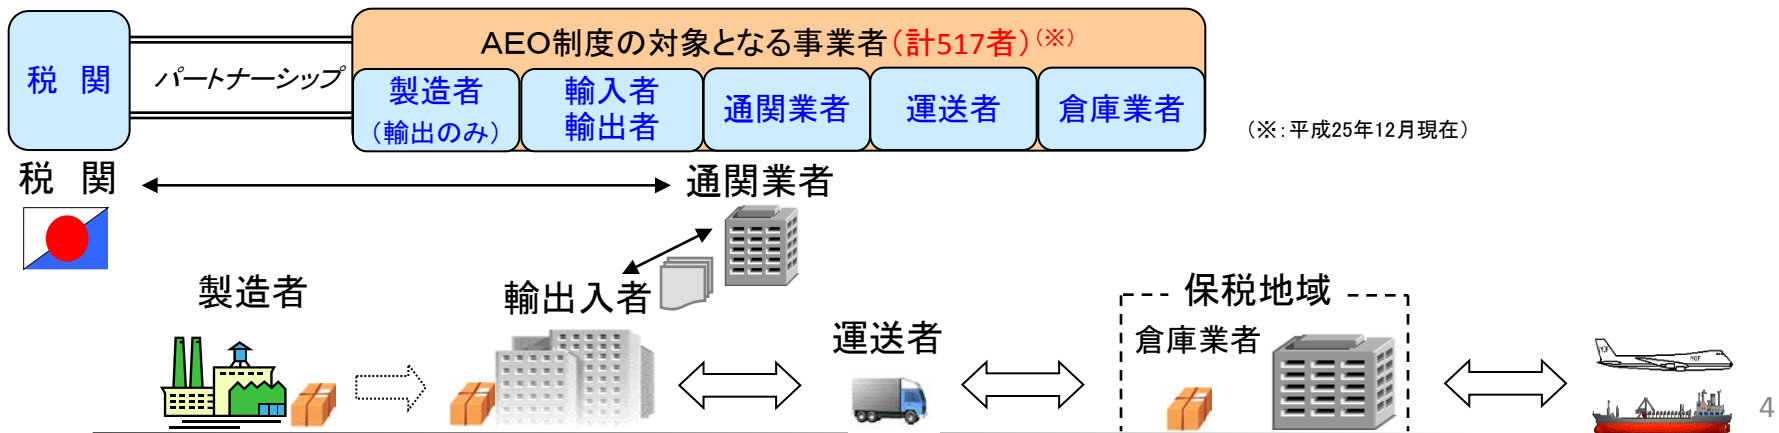 AEO制度の対象となる事業者(計517者)(※)
税 関
パートナーシップ
製造者
(輸出のみ)
輸入者
輸出者
通関業者
運送者
倉庫業者
(※:平成25年12月現在)
税 関
通関業者
製造者
輸出入者
運送者
保税地域
倉庫業者
MOF
4